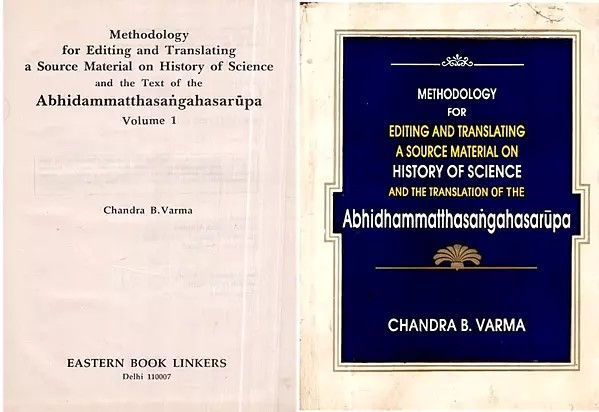 Methodology
for Editing and Translating
a Source Material on History of Science
and the Text of the
Abhidammatthasaṅgahasarūpa
Volume 1
Chandra B.Varma
EASTERN BOOK LINKERS
Delhi 110007
METHODOLOGY
FOR
EDITING AND TRANSLATING
A SOURCE MATERIAL ON
HISTORY OF SCIENCE
AND THE TRANSLATION OF THE
Abhidhammatthasaṅgahasarūpa
CHANDRA B. VARMA